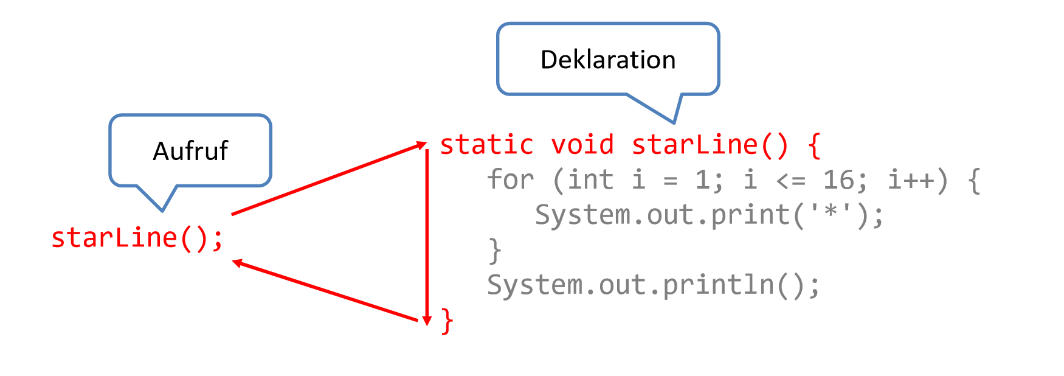 Deklaration
Aufruf
starLine();
static void starLine() {
for (int i = 1; i <= 16; i++) {
System.out.print('*');
}
System.out.println();
}